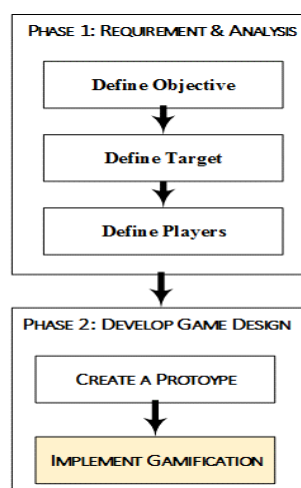 PHASE 1: REQUIREMENT & ANALYSIS
Define Objective
Define Target
Define Players
PHASE 2: DEVELOP GAME DESIGN
CREATE A PROTOYPE
IMPLEMENT GAMIFICATION